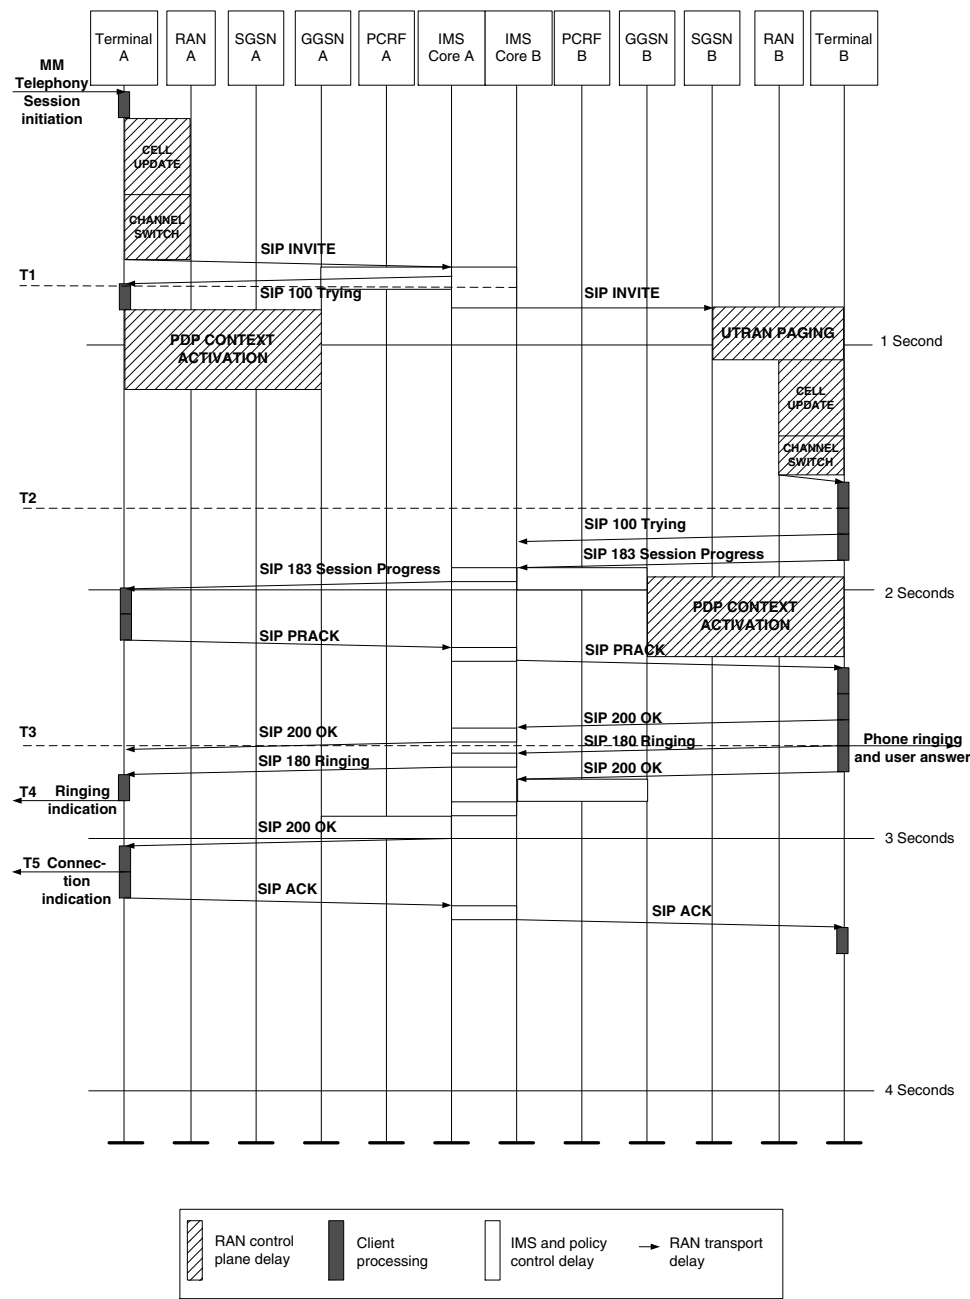 Terminal A
RAN A
SGSN A
GGSN A
PCRF A
IMS Core A
IMS Core B
PCRF B
GGSN B
SGSN B
RAN B
Terminal B
MM
Telephony
Session
initiation
CELL
UPDATE
CHANNEL
SWITCH
SIP INVITE
T1
SIP 100 Trying
SIP INVITE
PDP CONTEXT
ACTIVATION
UTRAN PAGING
1 Second
CELL
UPDATE
CHANNEL
SWITCH
T2
SIP 100 Trying
SIP 183 Session Progress
SIP 183 Session Progress
2 Seconds
PDP CONTEXT
ACTIVATION
SIP PRACK
SIP PRACK
SIP 200 OK
T3
SIP 200 OK
SIP 180 Ringing
Phone ringing
and user answer
SIP 180 Ringing
SIP 200 OK
T4 Ringing
indication
SIP 200 OK
3 Seconds
T5 Connec-
tion
indication
SIP ACK
SIP ACK
4 Seconds
RAN control
plane delay
Client
processing
IMS and policy
control delay
RAN transport
delay